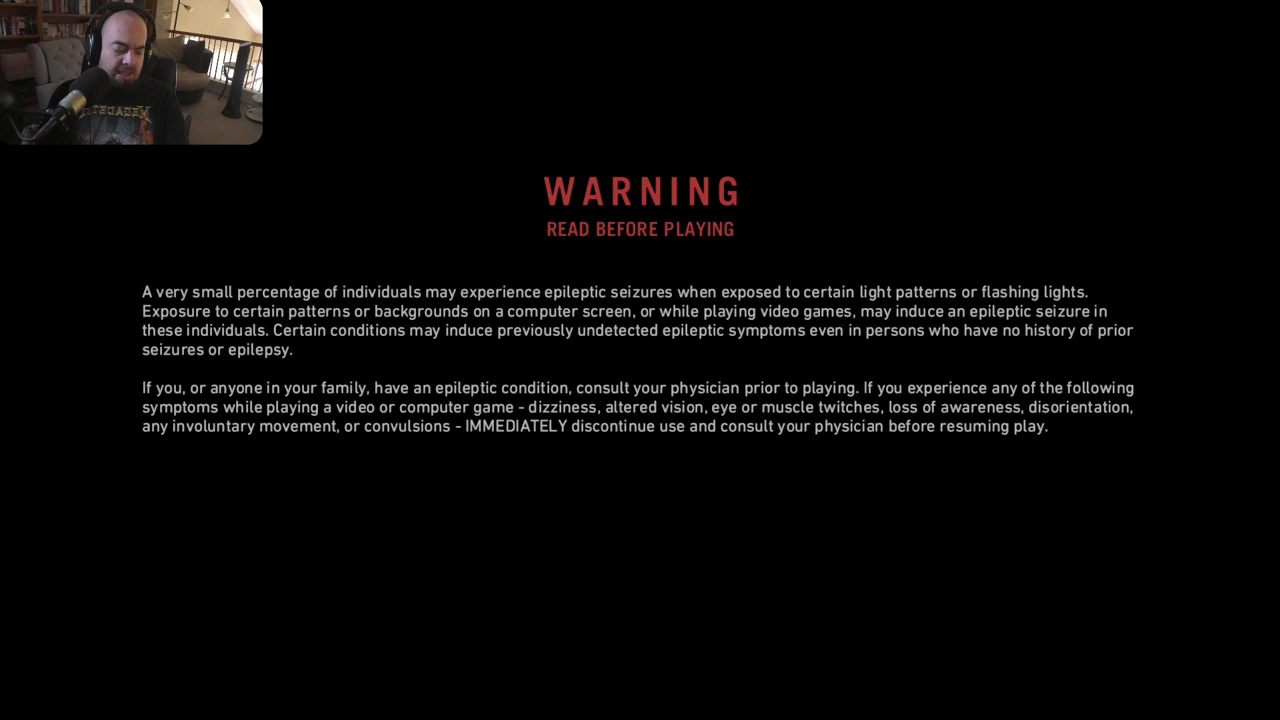 MEGADETH
WARNING
READ BEFORE PLAYING
A very small percentage of individuals may experience epileptic seizures when exposed to certain light patterns or flashing lights.
Exposure to certain patterns or backgrounds on a computer screen, or while playing video games, may induce an epileptic seizure in
these individuals. Certain conditions may induce previously undetected epileptic symptoms even in persons who have no history of prior
seizures or epilepsy.
If you, or anyone in your family, have an epileptic condition, consult your physician prior to playing. If you experience any of the following
symptoms while playing a video or computer game - dizziness, altered vision, eye or muscle twitches, loss of awareness, disorientation,
any involuntary movement, or convulsions - IMMEDIATELY discontinue use and consult your physician before resuming play.